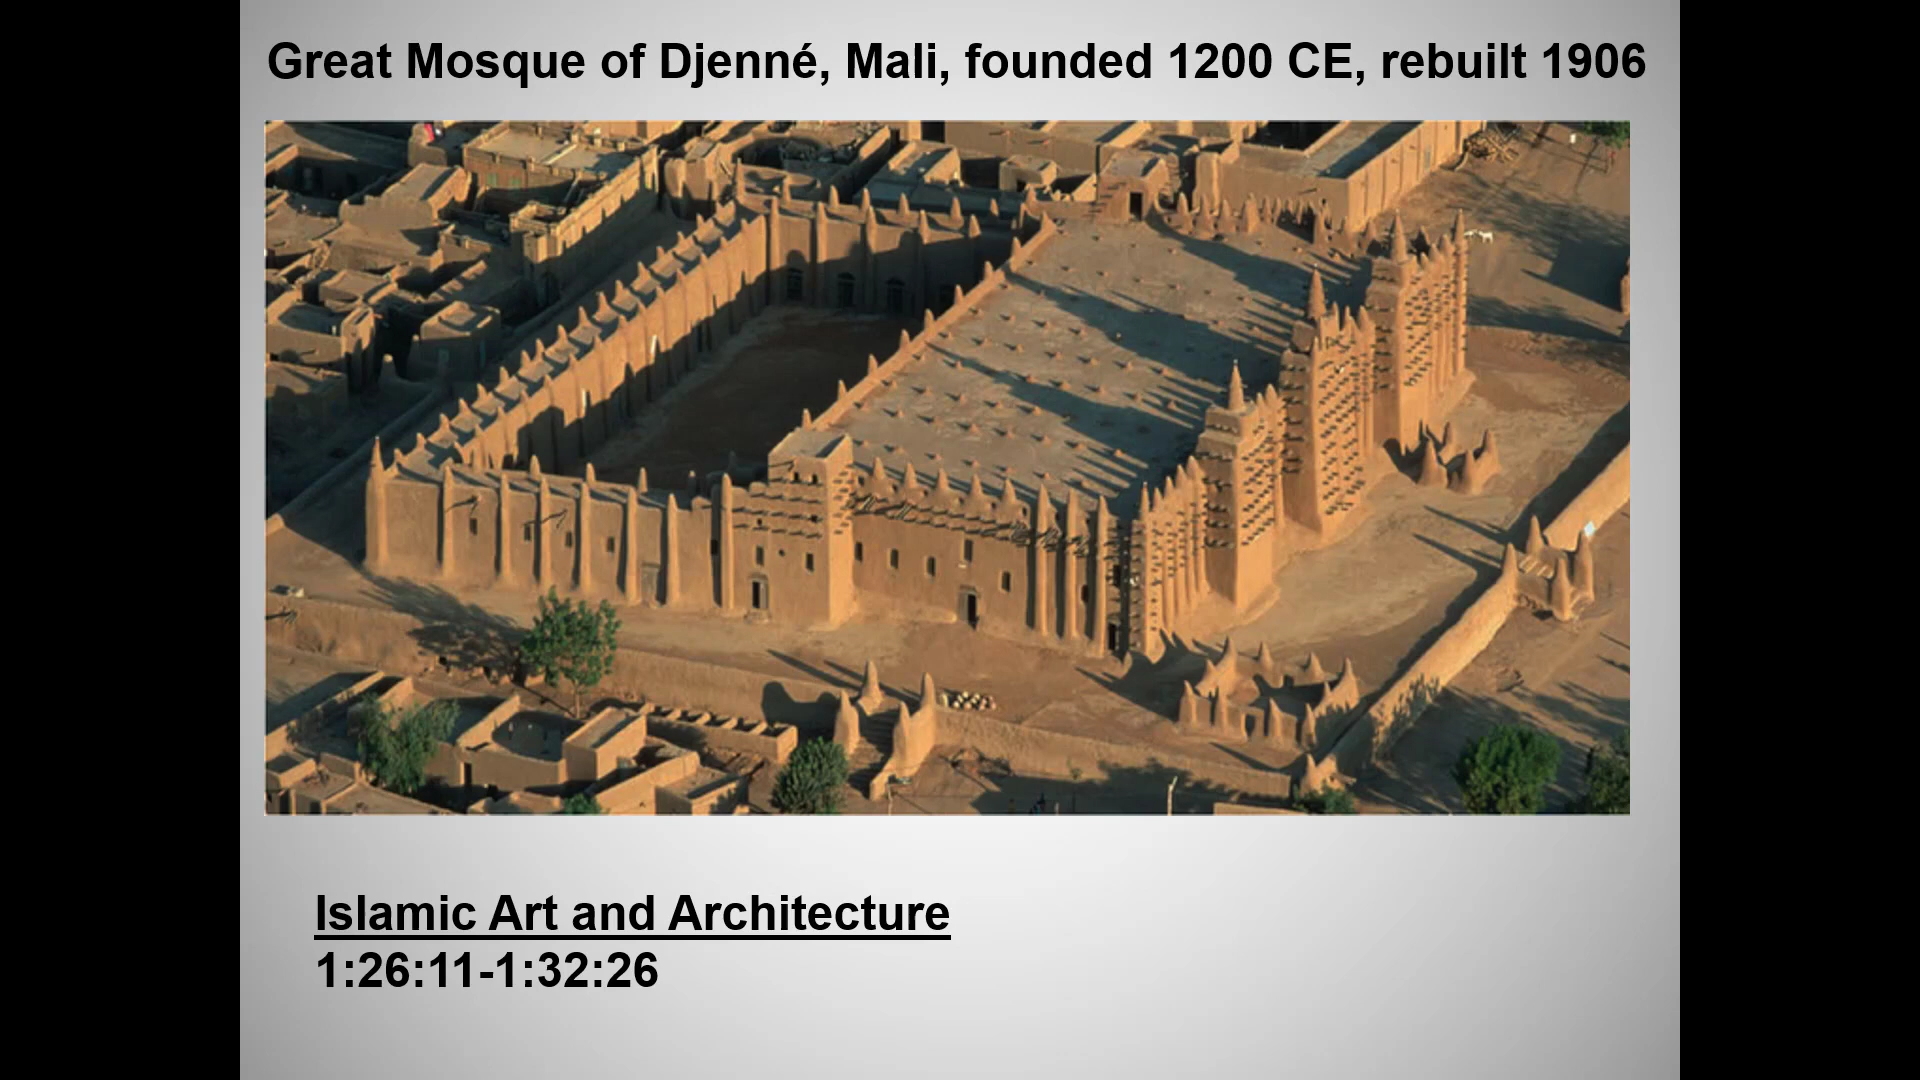 Great Mosque of Djenné, Mali, founded 1200 CE, rebuilt 1906
Islamic Art and Architecture
1:26:11-1:32:26